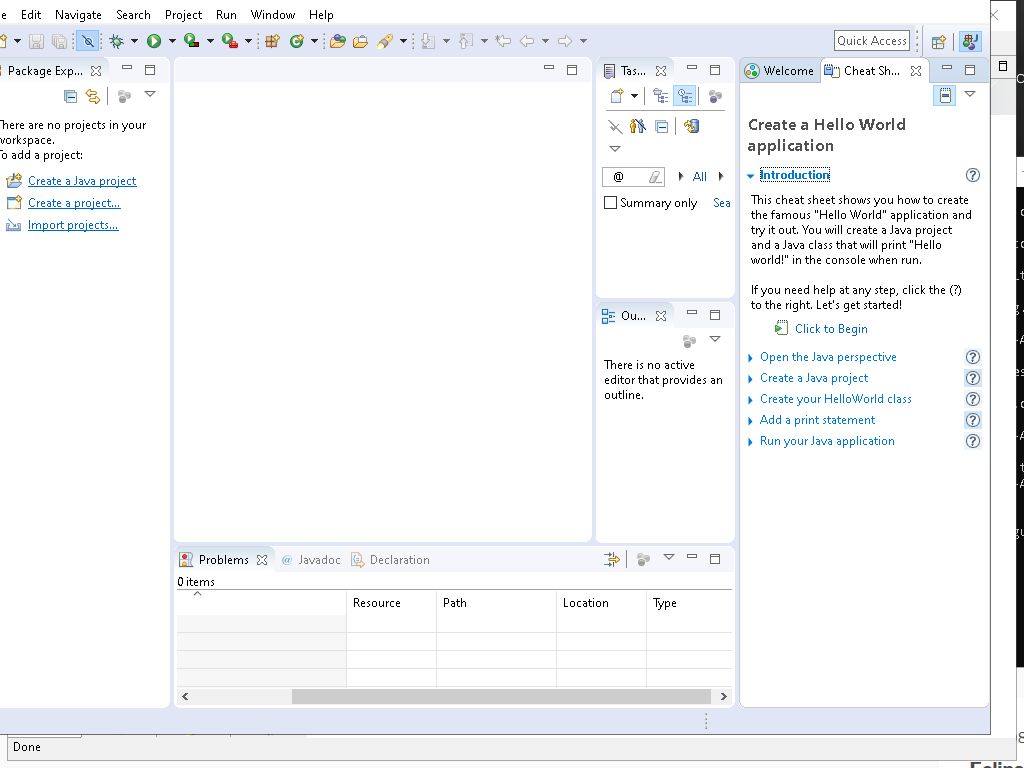 e Edit Navigate Search Project Run Window Help
Quick Access
Package Exp...
Tas...
Welcome
Cheat Sh...
There are no projects in your
workspace.
To add a project:
Create a Java project
Create a project...
Import projects...
@
All
Summary only
Sea
Ou...
There is no active
editor that provides an
outline.
Create a Hello World
application
Introduction
This cheat sheet shows you how to create
the famous "Hello World" application and
try it out. You will create a Java project
and a Java class that will print "Hello
world!" in the console when run.
If you need help at any step, click the (?)
to the right. Let's get started!
Click to Begin
Open the Java perspective
Create a Java project
Create your HelloWorld class
Add a print statement
Run your Java application
Problems
@ Javadoc
Declaration
0 items
Resource Path Location Type
Done